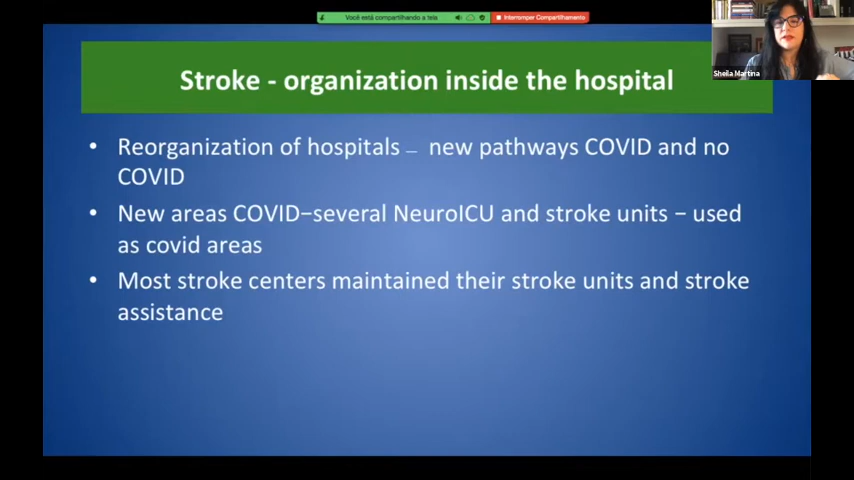 Você está compartilhando a tela
Interromper Compartilhamento
Sheila Martina
Stroke - organization inside the hospital
• Reorganization of hospitals – new pathways COVID and no
COVID
• New areas COVID–several NeuroICU and stroke units – used
as covid areas
• Most stroke centers maintained their stroke units and stroke
assistance